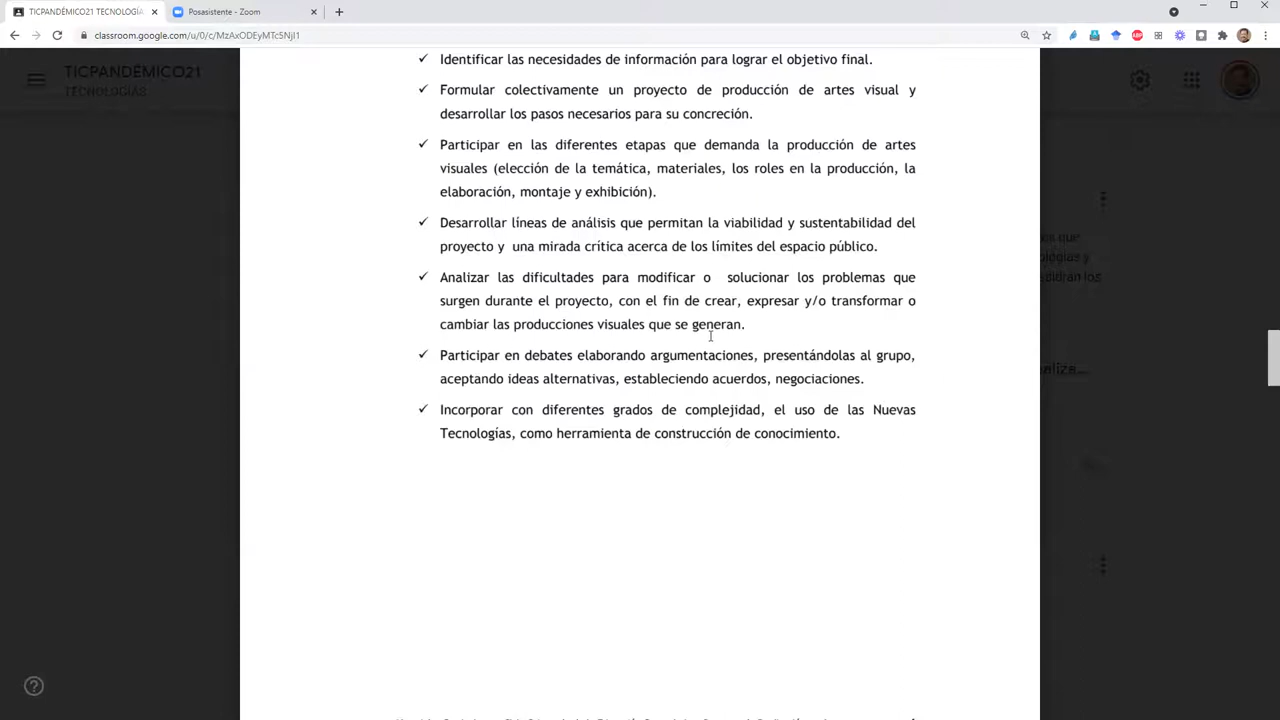 TICPANDÉMICO21 TECNOLOGÍA
Posasistente - Zoom
classroom.google.com/u/0/c/MzAxODEyMTc5NjI1
TICPANDÉMICO21
TECNOLOGÍAS
✓ Identificar las necesidades de información para lograr el objetivo final.
✓ Formular colectivamente un proyecto de producción de artes visual y
desarrollar los pasos necesarios para su concreción.
✓ Participar en las diferentes etapas que demanda la producción de artes
visuales (elección de la temática, materiales, los roles en la producción, la
elaboración, montaje y exhibición).
✓ Desarrollar líneas de análisis que permitan la viabilidad y sustentabilidad del
proyecto y una mirada crítica acerca de los límites del espacio público.
✓ Analizar las dificultades para modificar o solucionar los problemas que
surgen durante el proyecto, con el fin de crear, expresar y/o transformar o
cambiar las producciones visuales que se generan.
✓ Participar en debates elaborando argumentaciones, presentándolas al grupo,
aceptando ideas alternativas, estableciendo acuerdos, negociaciones.
✓ Incorporar con diferentes grados de complejidad, el uso de las Nuevas
Tecnologías, como herramienta de construcción de conocimiento.